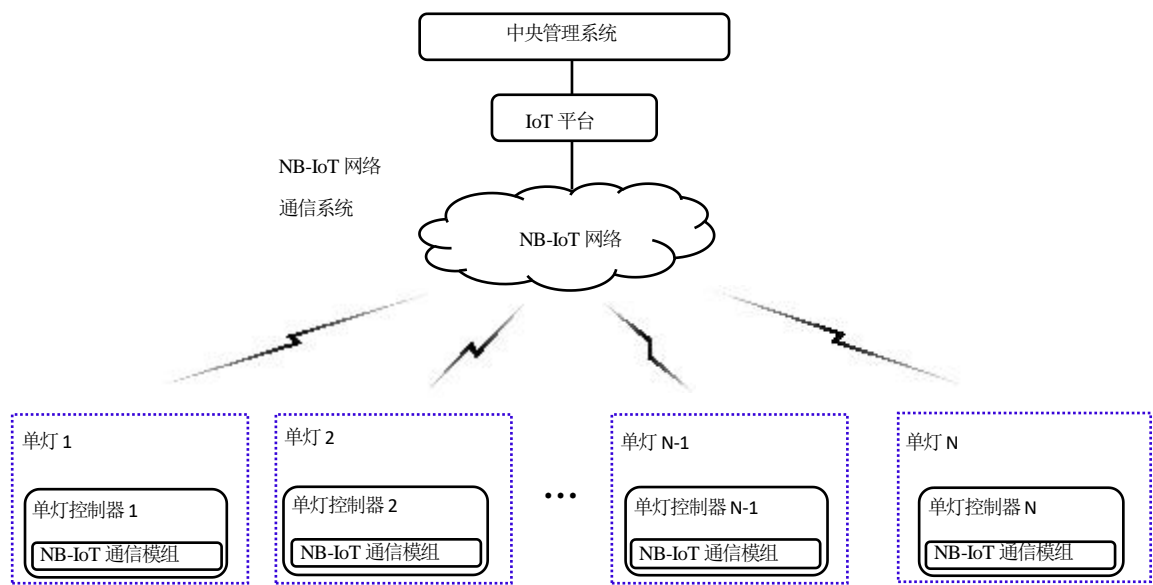 中央管理系统
IoT 平台
NB-IoT 网络
通信系统
NB-IoT 网络
单灯 1
单灯控制器 1
NB-IoT 通信模组
单灯 2
单灯控制器 2
NB-IoT 通信模组
...
单灯 N-1
单灯控制器 N-1
NB-IoT 通信模组
单灯 N
单灯控制器 N
NB-IoT 通信模组